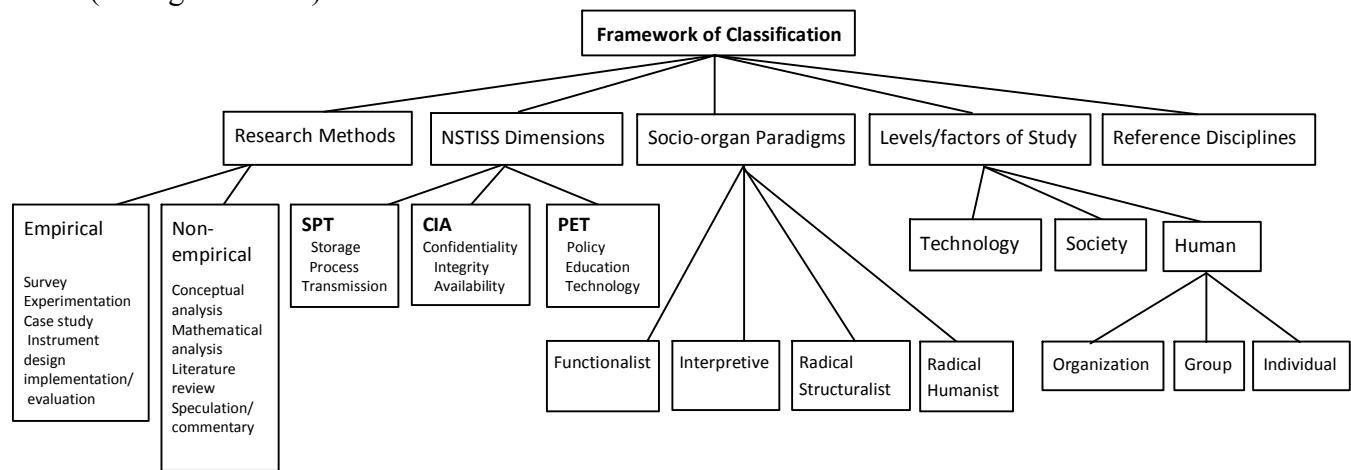 Framework of Classification
Research Methods
NSTISS Dimensions
Socio-organ Paradigms
Levels/factors of Study
Reference Disciplines
Empirical
Survey
Experimentation
Case study
Instrument
design
implementation/
evaluation
Non-
empirical
Conceptual
analysis
Mathematical
analysis
Literature
review
Speculation/
commentary
SPT
Storage
Process
Transmission
CIA
Confidentiality
Integrity
Availability
PET
Policy
Education
Technology
Functionalist
Interpretive
Radical
Structuralist
Radical
Humanist
Technology
Society
Human
Organization
Group
Individual